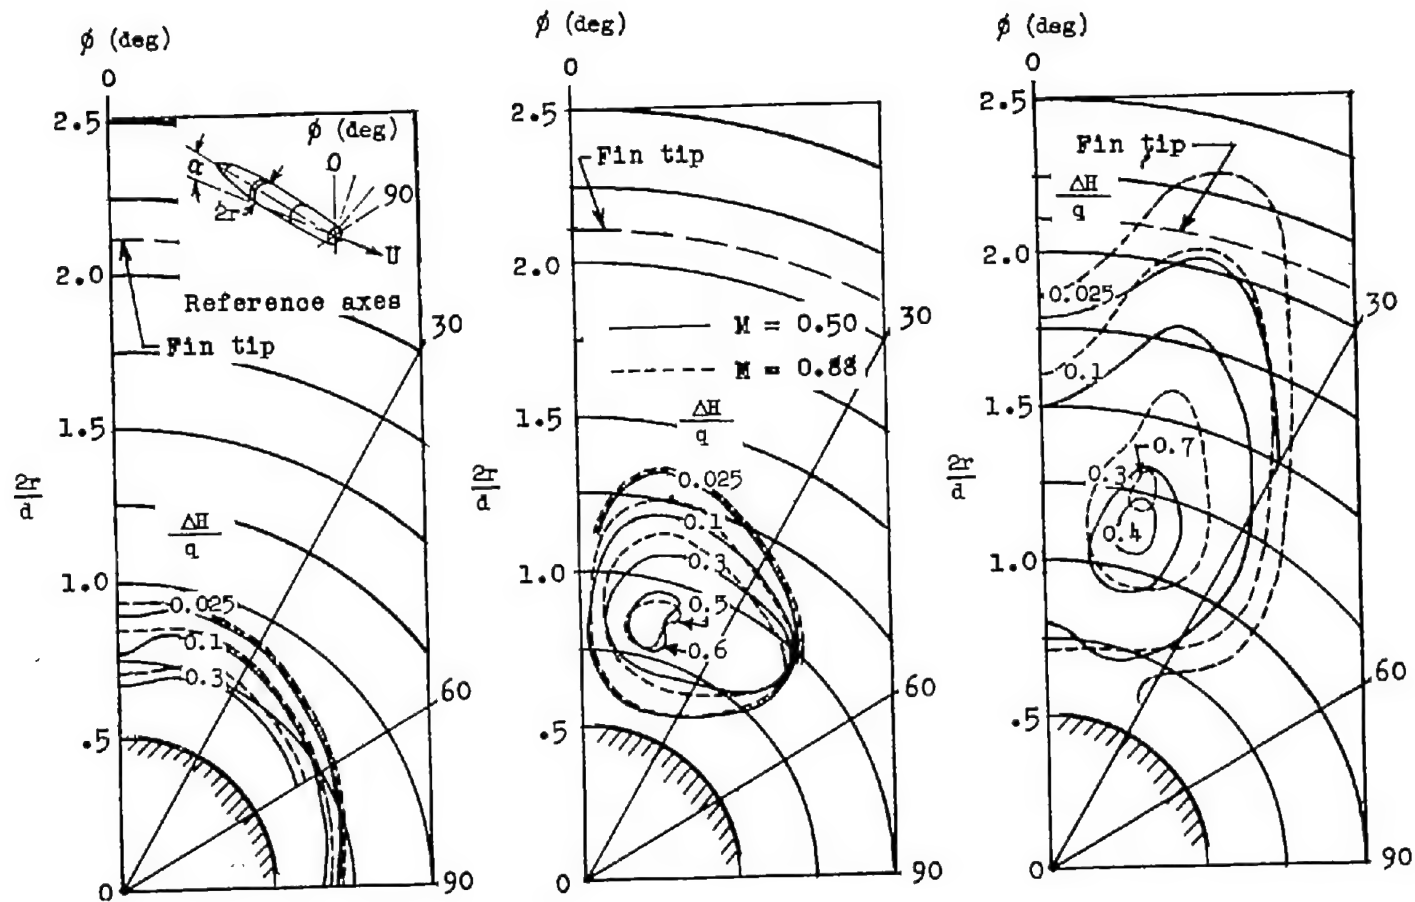 ϕ (deg)
0
2.5
ϕ (deg)
0
α
90
2r
U
2.0
Reference axes
30
Fin tip
1.5
2r/d
ΔH/q
1.0
0.025
0.1
0.3
60
.5
0
90
ϕ (deg)
0
2.5
Fin tip
2.0
M = 0.50
30
M = 0.88
1.5
ΔH/q
2r/d
0.025
0.1
1.0
0.3
0.5
0.6
60
.5
0
90
ϕ (deg)
0
2.5
Fin tip
ΔH/q
2.0
0.025
30
0.1
1.5
0.7
2r/d
0.3
0.4
1.0
60
.5
0
90